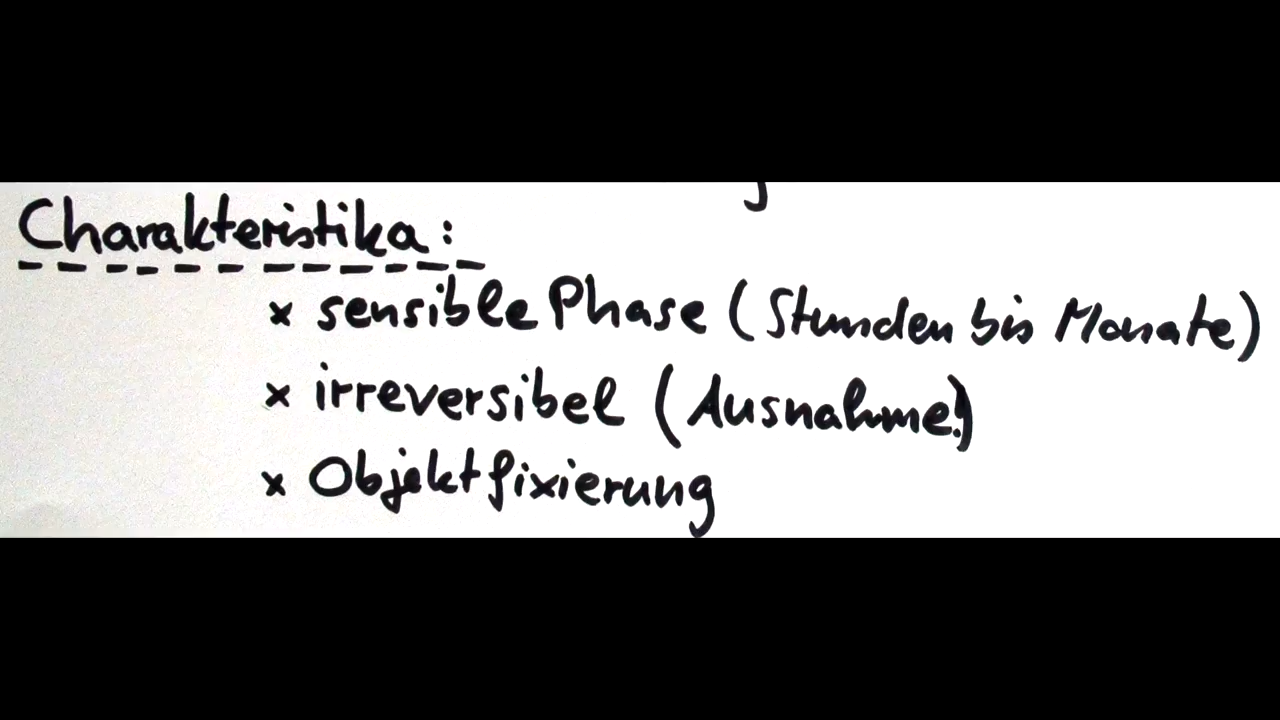 Charakteristika:
x sensible Phase (Stunden bis Monate)
x irreversibel (Ausnahme!)
x Objektfixierung